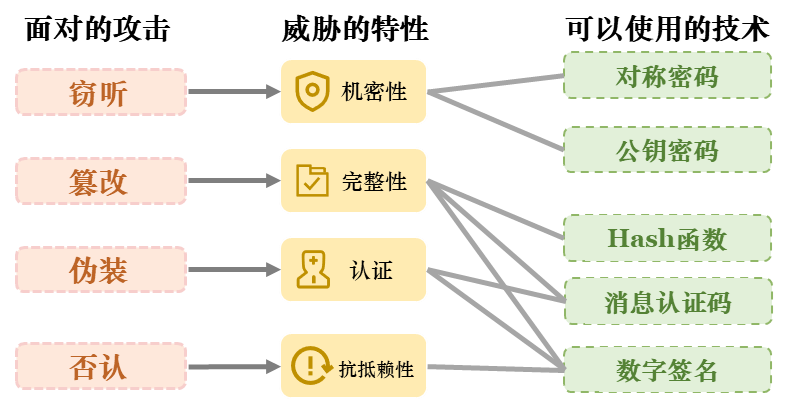 面对的攻击
威胁的特性
可以使用的技术
窃听
机密性
对称密码
公钥密码
篡改
完整性
Hash函数
伪装
认证
消息认证码
否认
抗抵赖性
数字签名